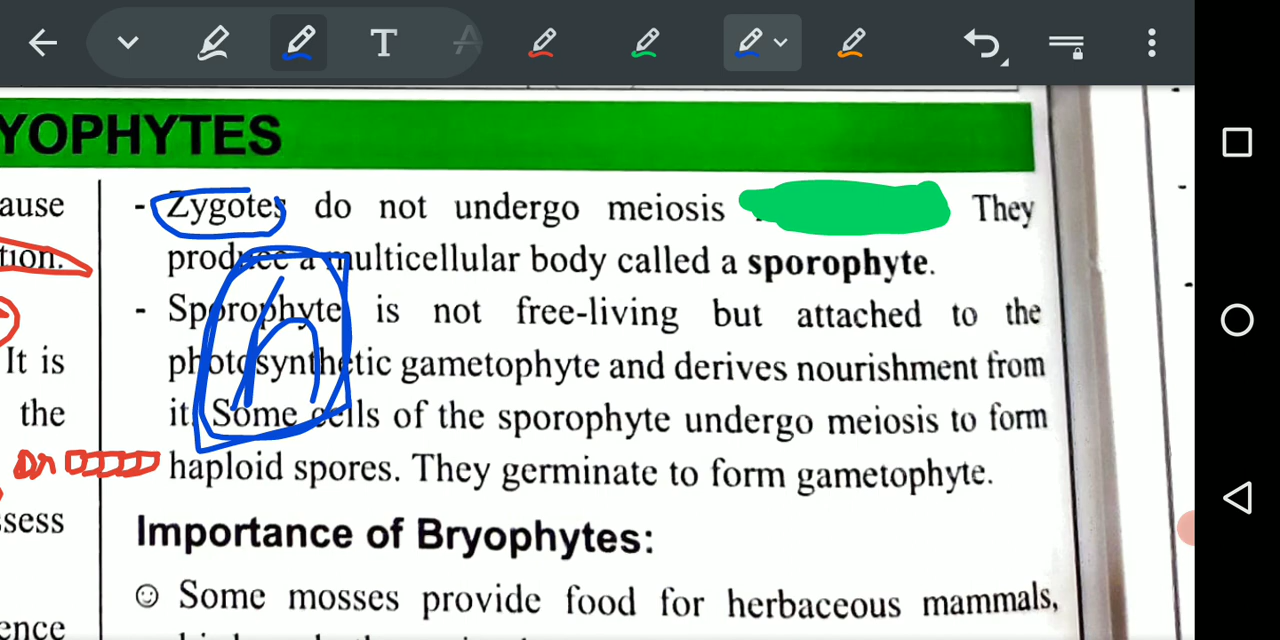 T A
YOPHYTES
ause
tion.
It is
the
ssess
ence
- Zygotes do not undergo meiosis They
produce a multicellular body called a sporophyte.
- Sporophyte is not free-living but attached to the
photosynthetic gametophyte and derives nourishment from
it. Some cells of the sporophyte undergo meiosis to form
haploid spores. They germinate to form gametophyte.
Importance of Bryophytes:
☺ Some mosses provide food for herbaceous mammals,